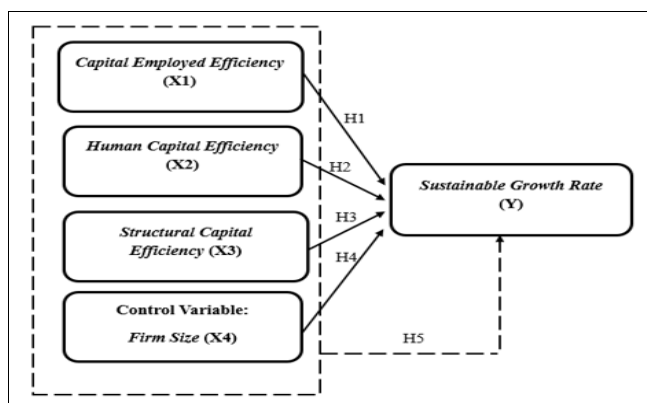 Capital Employed Efficiency
(X1)
H1
Human Capital Efficiency
(X2)
H2
Sustainable Growth Rate
(Y)
Structural Capital
Efficiency (X3)
H3
H4
Control Variable:
Firm Size (X4)
H5